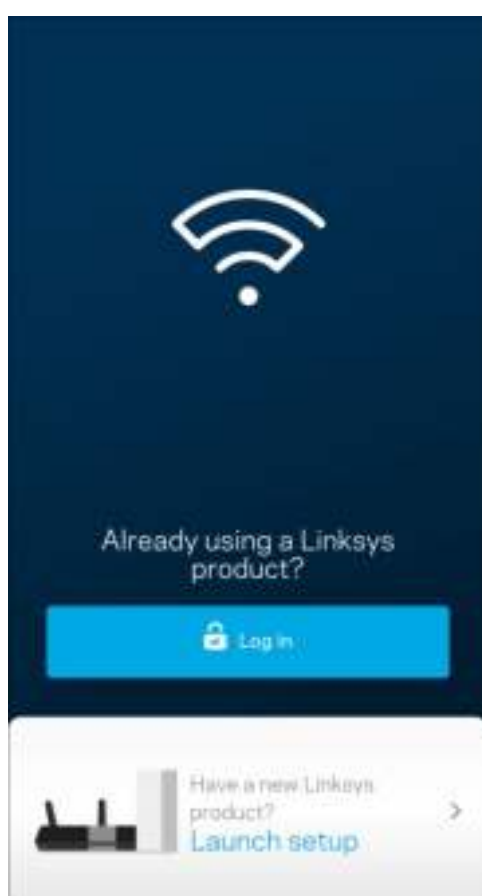 Already using a Linksys
product?
Log in
Have a new Linksys
product?
Launch setup